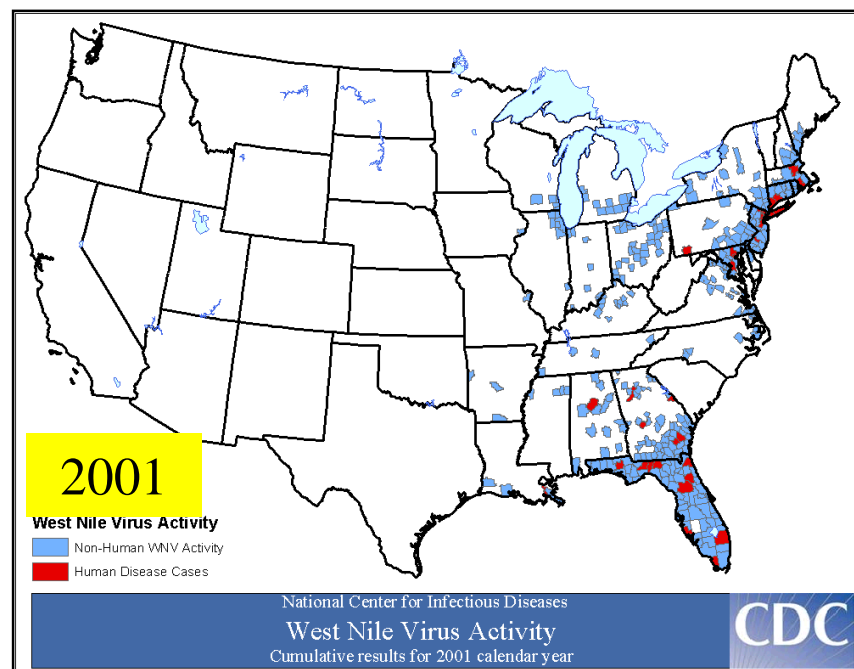 2001
West Nile Virus Activity
Non-Human WNV Activity
Human Disease Cases
National Center for Infectious Diseases
West Nile Virus Activity
Cumulative results for 2001 calendar year
CDC